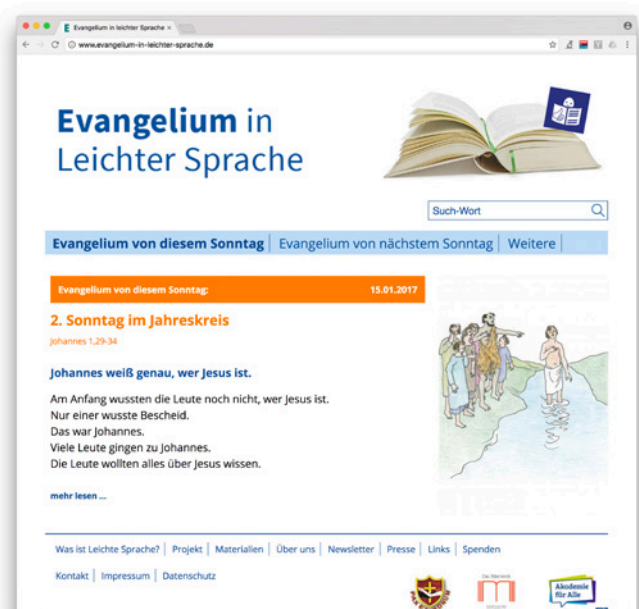 Evangelium in leichter Sprache
www.evangelium-in-leichter-sprache.de
Evangelium in
Leichter Sprache
Such-Wort
Evangelium von diesem Sonntag | Evangelium von nächstem Sonntag | Weitere |
Evangelium von diesem Sonntag: 15.01.2017
2. Sonntag im Jahreskreis
Johannes 1,29-34
Johannes weiß genau, wer Jesus ist.
Am Anfang wussten die Leute noch nicht, wer Jesus ist.
Nur einer wusste Bescheid.
Das war Johannes.
Viele Leute gingen zu Johannes.
Die Leute wollten alles über Jesus wissen.
mehr lesen ...
Was ist Leichte Sprache? | Projekt | Materialien | Über uns | Newsletter | Presse | Links | Spenden
Kontakt | Impressum | Datenschutz
Akademie
für Alle